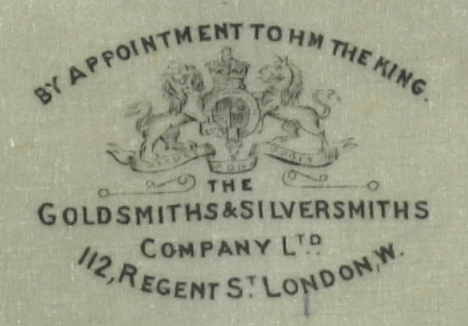 BY APPOINTMENT TO HM THE KING.
THE
GOLDSMITHS & SILVERSMITHS
COMPANY LTD.
112, REGENT ST. LONDON, W.